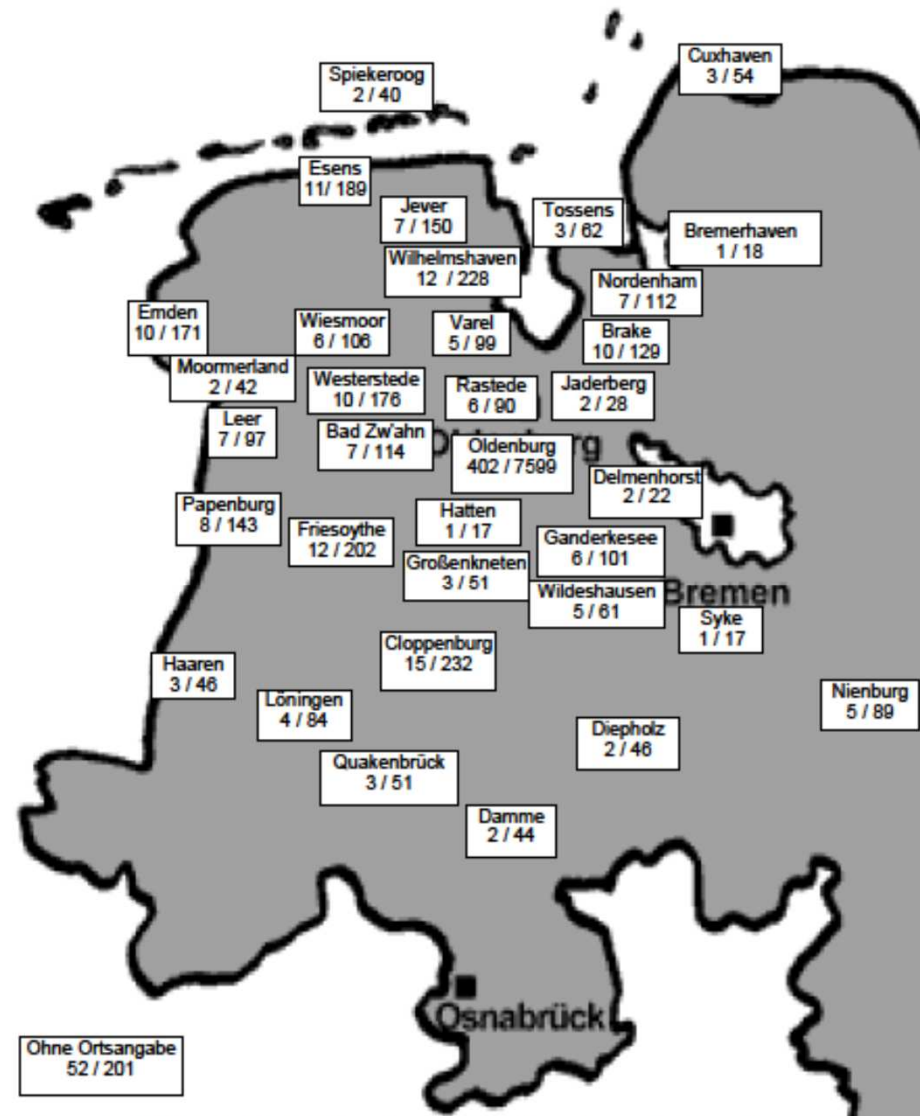 Cuxhaven
3 / 54
Spiekeroog
2 / 40
Esens
11/ 189
Jever
7 / 150
Tossens
3 / 62
Bremerhaven
1 / 18
Wilhelmshaven
12 / 228
Nordenham
7 / 112
Emden
10 / 171
Wiesmoor
6 / 106
Varel
5 / 99
Brake
10 / 129
Moormerland
2 / 42
Westerstede
10 / 176
Rastede
6 / 90
Jaderberg
2 / 28
Leer
7 / 97
Bad Zw'ahn
7 / 114
Oldenburg
402 / 7599
Delmenhorst
2 / 22
Papenburg
8 / 143
Friesoythe
12 / 202
Hatten
1 / 17
Ganderkesee
6 / 101
Großenkneten
3 / 51
Wildeshausen
5 / 61
Bremen
Syke
1 / 17
Cloppenburg
15 / 232
Haaren
3 / 46
Löningen
4 / 84
Nienburg
5 / 89
Diepholz
2 / 46
Quakenbrück
3 / 51
Damme
2 / 44
Osnabrück
Ohne Ortsangabe
52 / 201